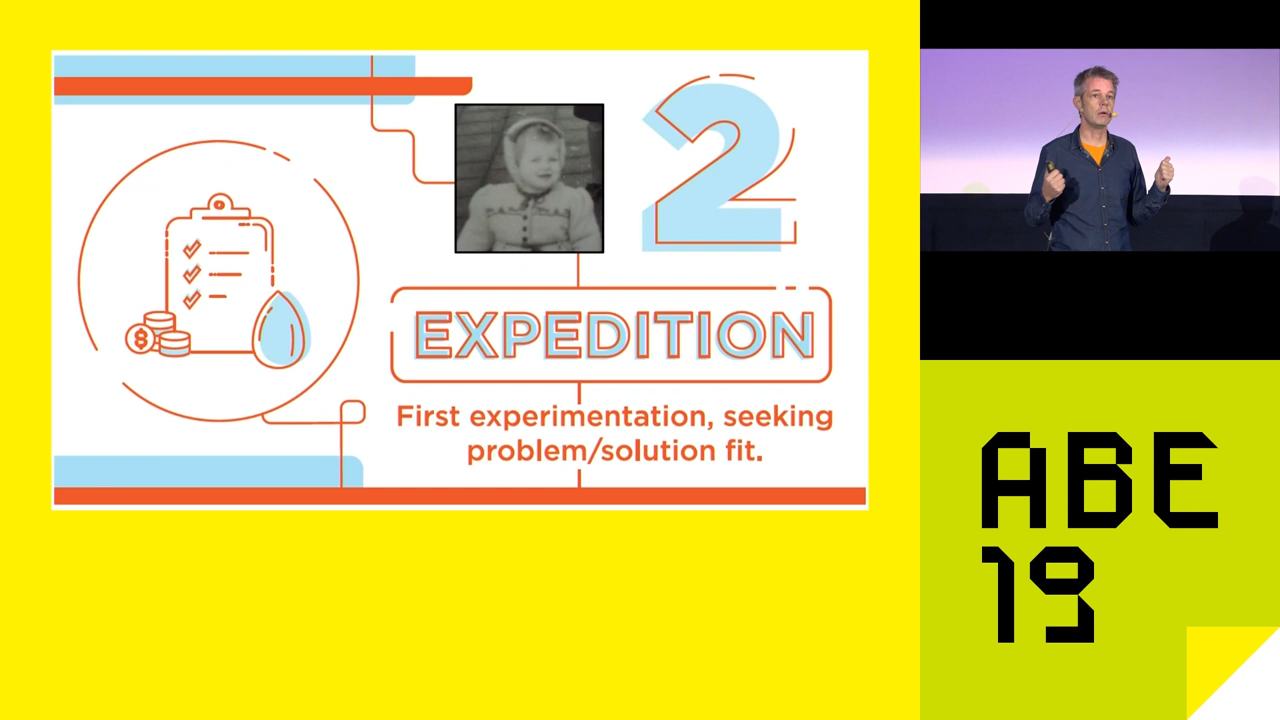 2
EXPEDITION
First experimentation, seeking
problem/solution fit.
ABE
19